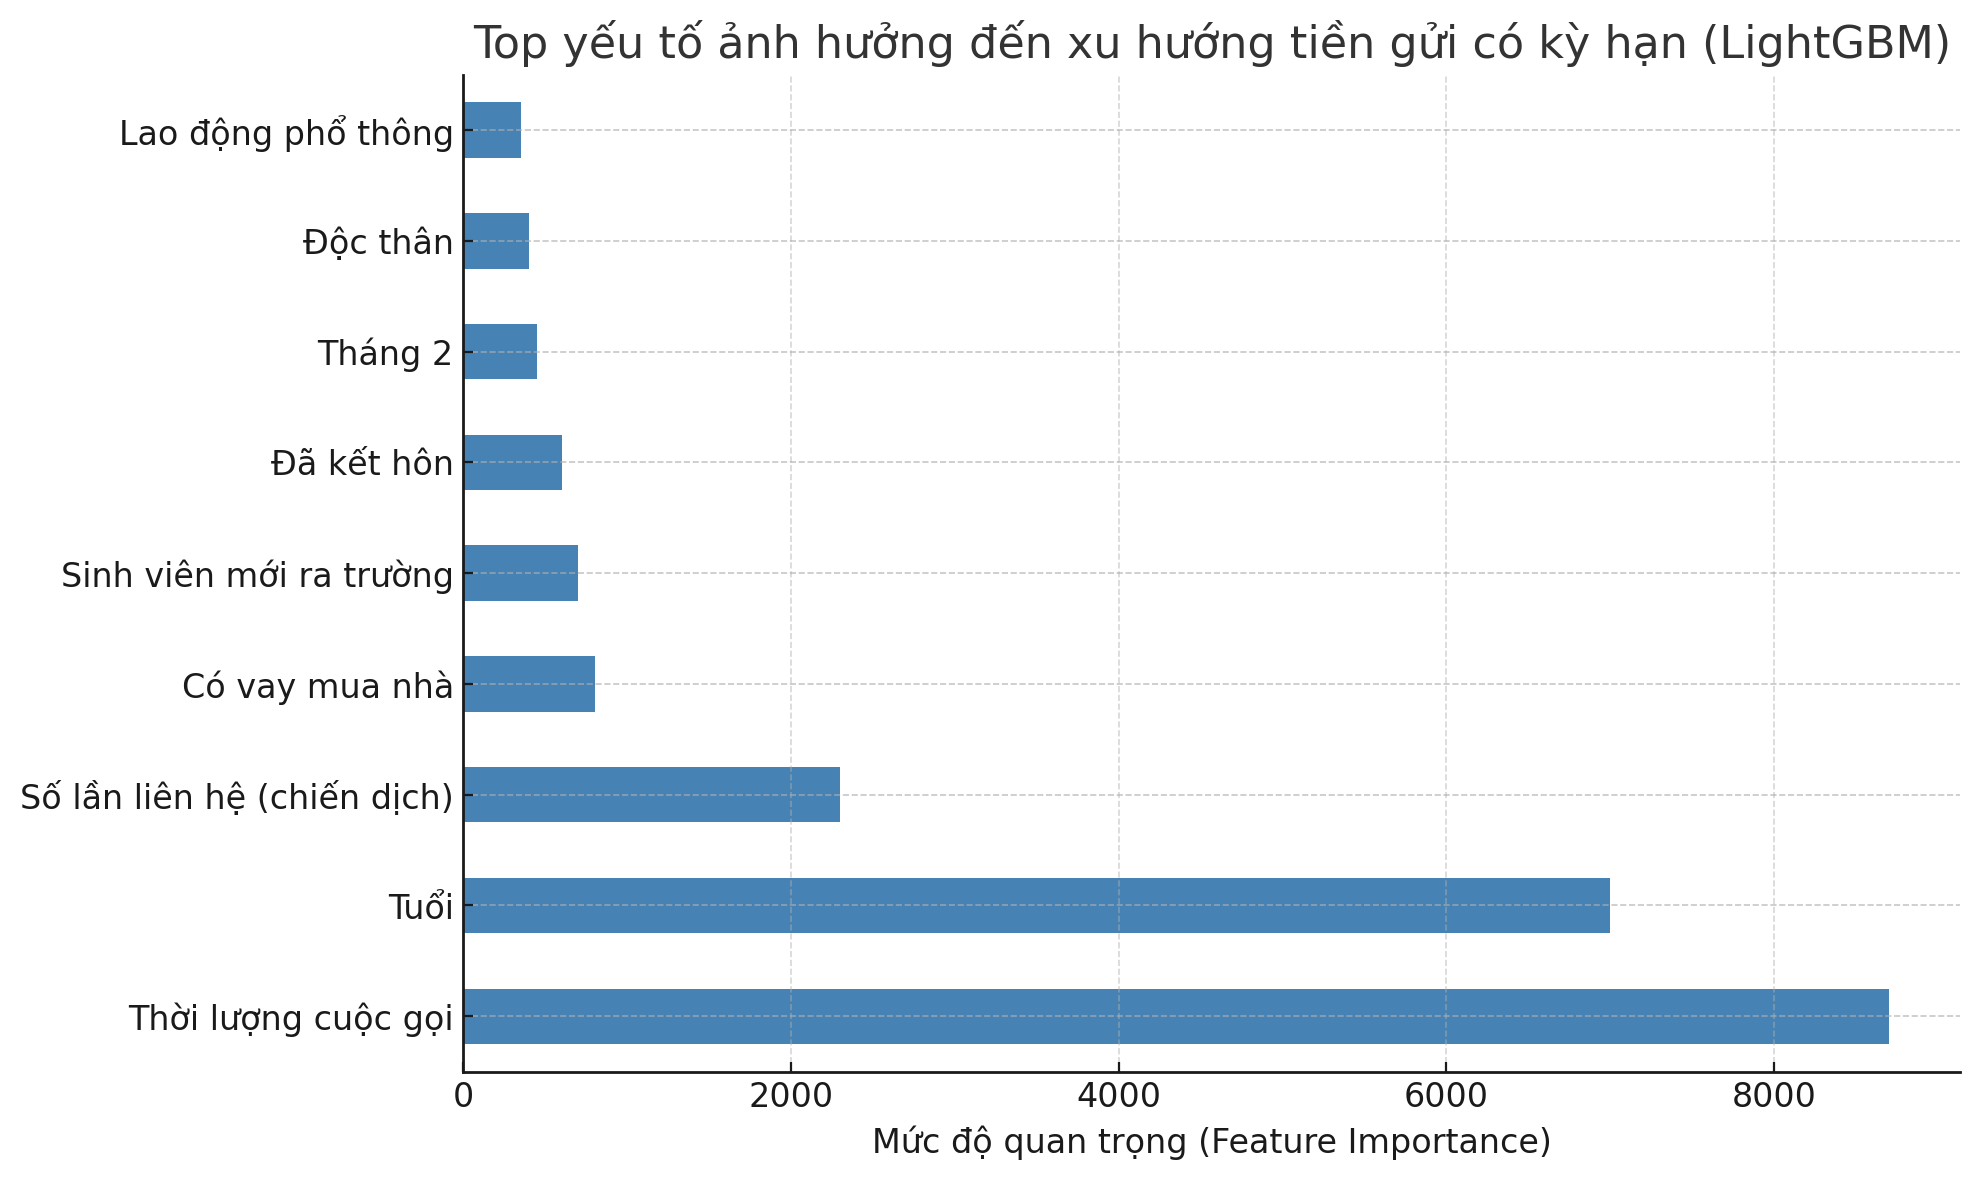 Top yếu tố ảnh hưởng đến xu hướng tiền gửi có kỳ hạn (LightGBM)
Lao động phổ thông
Độc thân
Tháng 2
Đã kết hôn
Sinh viên mới ra trường
Có vay mua nhà
Số lần liên hệ (chiến dịch)
Tuổi
Thời lượng cuộc gọi
0 2000 4000 6000 8000
Mức độ quan trọng (Feature Importance)